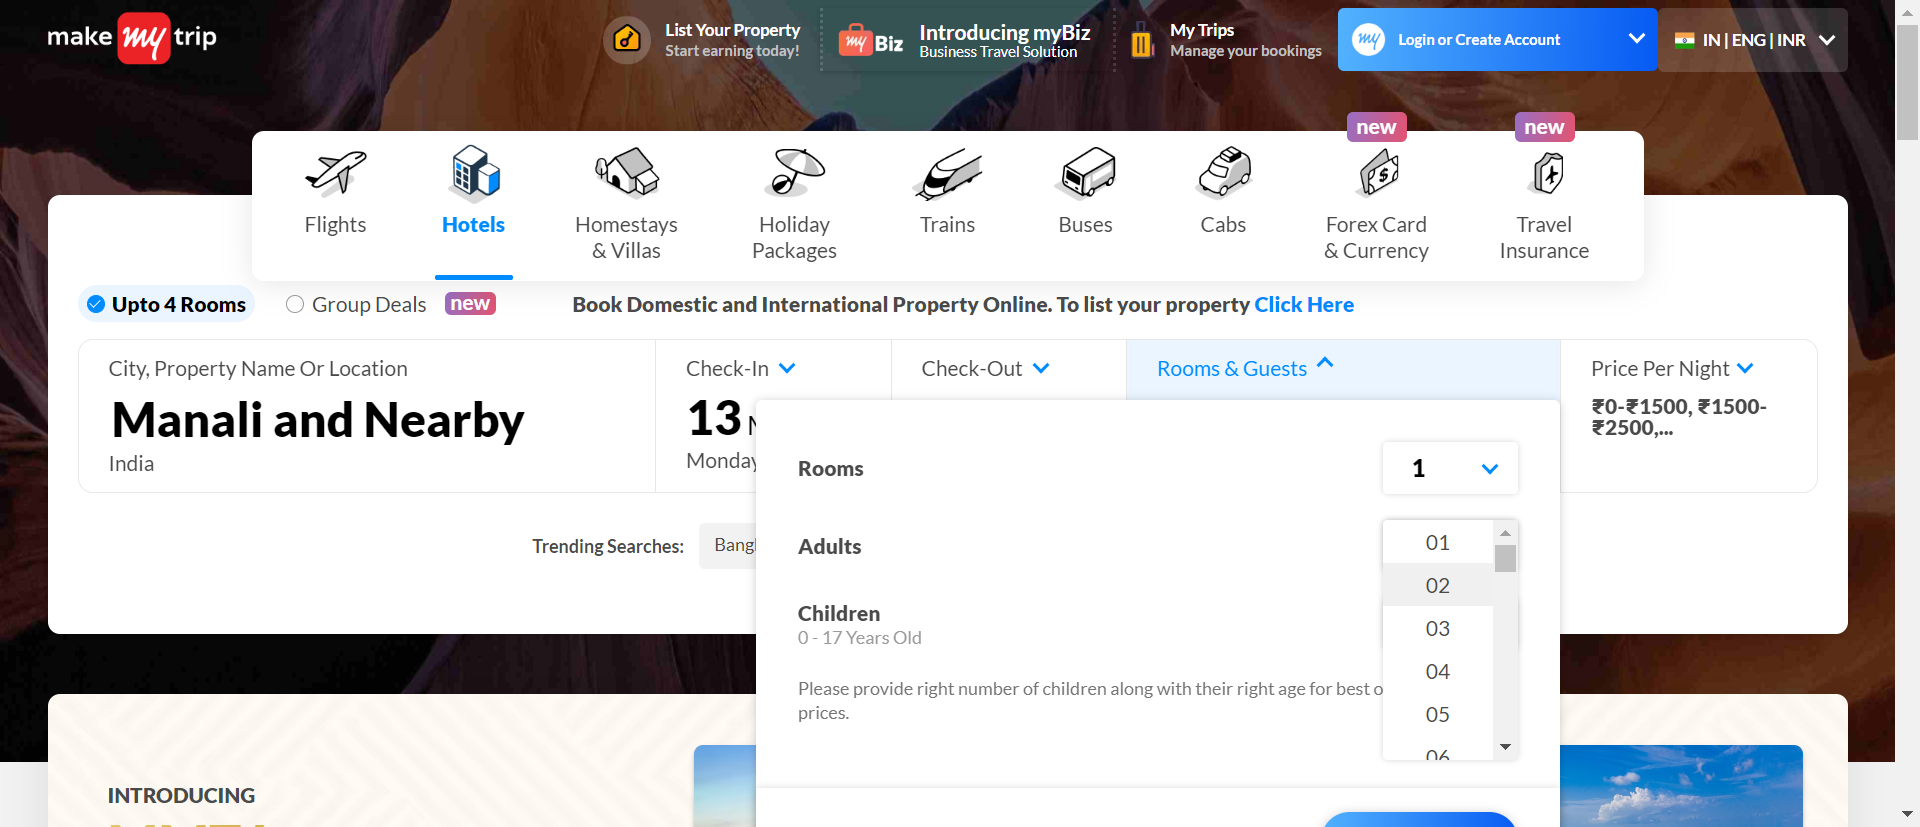 make my trip
List Your Property
Start earning today!
my Biz
Introducing myBiz
Business Travel Solution
My Trips
Manage your bookings
my
Login or Create Account
IN | ENG | INR
new
new
Flights
Hotels
Homestays
& Villas
Holiday
Packages
Trains
Buses
Cabs
Forex Card
& Currency
Travel
Insurance
Upto 4 Rooms
Group Deals
new
Book Domestic and International Property Online. To list your property Click Here
City, Property Name Or Location
Manali and Nearby
India
Check-In
13
Monday
Check-Out
Rooms & Guests
Price Per Night
₹0-₹1500, ₹1500-
₹2500,...
Rooms
1
Trending Searches:
Adults
01
02
03
04
05
06
Children
0 - 17 Years Old
Please provide right number of children along with their right age for best
prices.
INTRODUCING